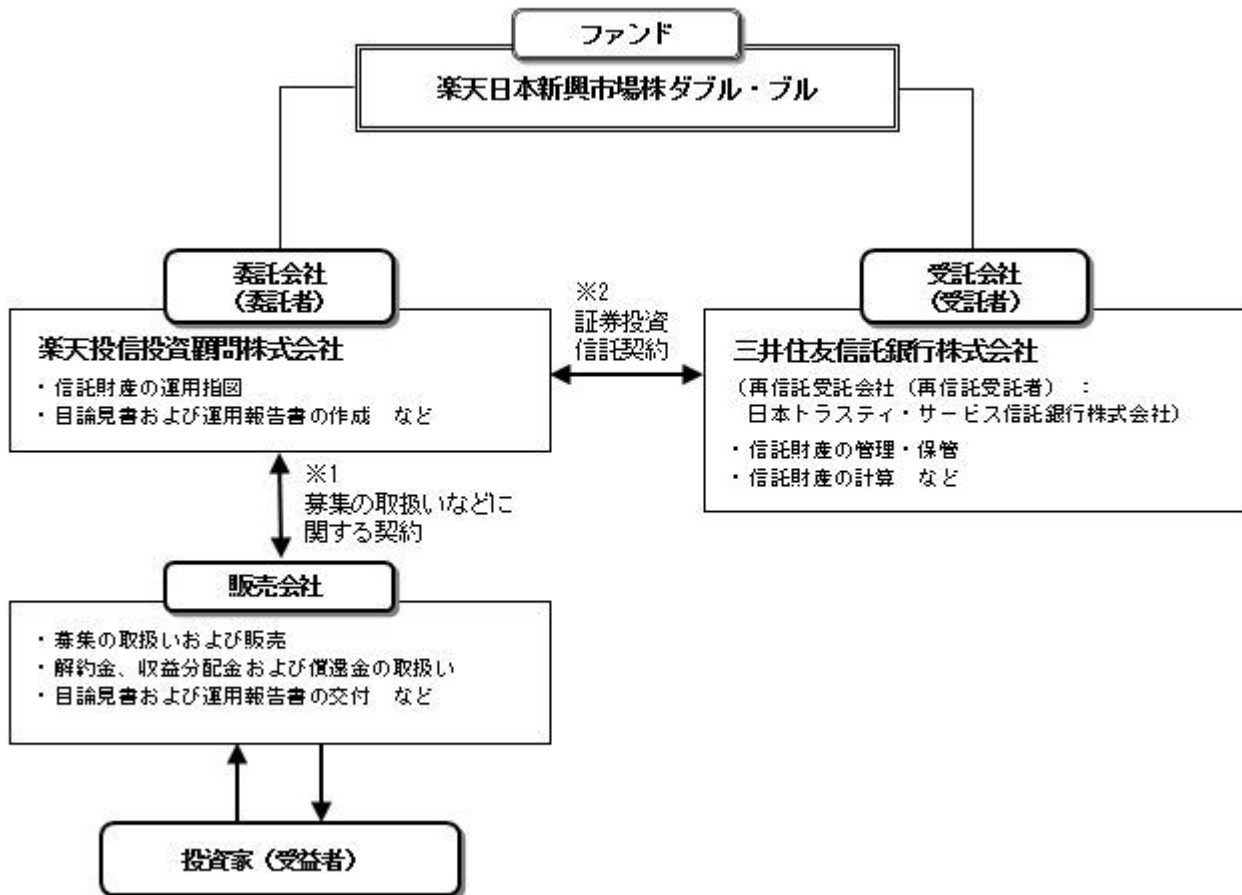 ファンド
楽天日本新興市場株ダブル・ブル
委託会社
（委託者）
楽天投信投資顧問株式会社
・信託財産の運用指図
・目論見書および運用報告書の作成　など
※2
証券投資
信託契約
受託会社
（受託者）
三井住友信託銀行株式会社
（再信託受託会社（再信託受託者）　：
日本トラスティ・サービス信託銀行株式会社）
・信託財産の管理・保管
・信託財産の計算　など
※1
募集の取扱いなどに
関する契約
販売会社
・募集の取扱いおよび販売
・解約金、収益分配金および償還金の取扱い
・目論見書および運用報告書の交付　など
投資家（受益者）